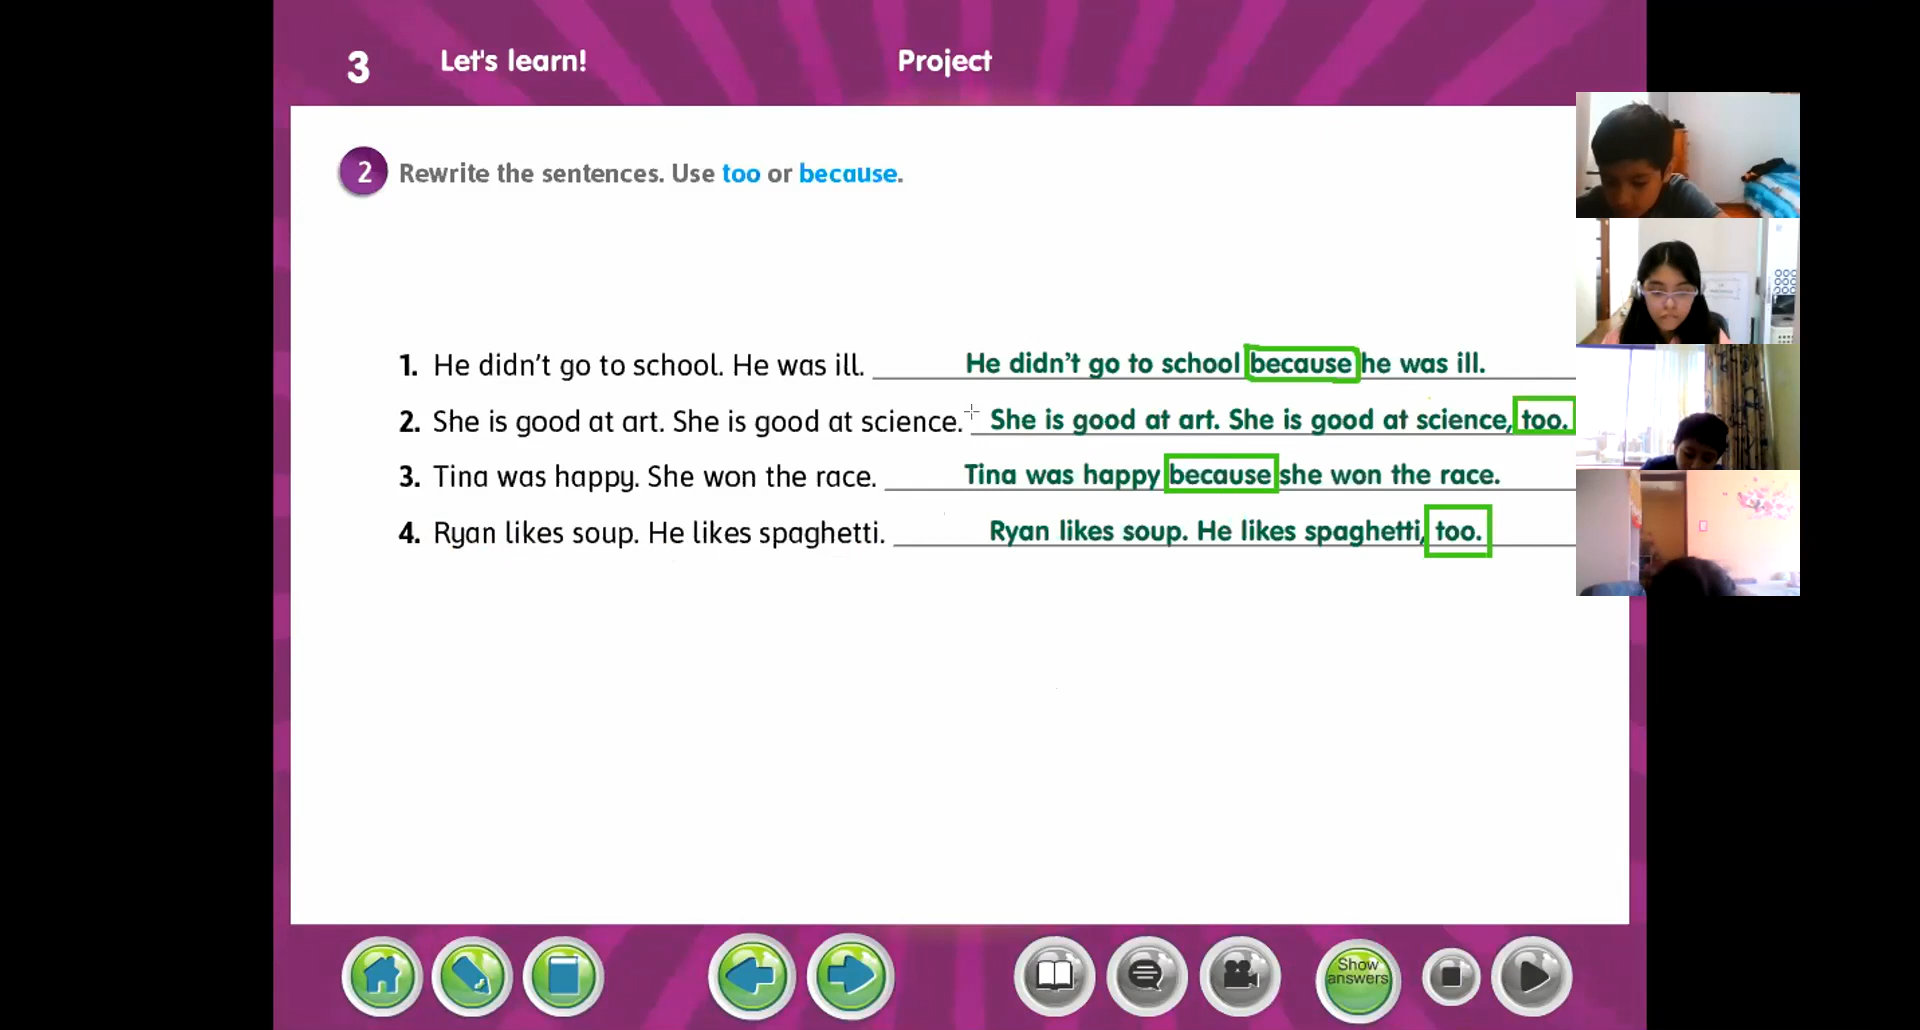 3 Let's learn! Project
2 Rewrite the sentences. Use too or because.
1. He didn't go to school. He was ill. He didn't go to school because he was ill.
2. She is good at art. She is good at science. She is good at art. She is good at science, too.
3. Tina was happy. She won the race. Tina was happy because she won the race.
4. Ryan likes soup. He likes spaghetti. Ryan likes soup. He likes spaghetti, too.
Show
answers